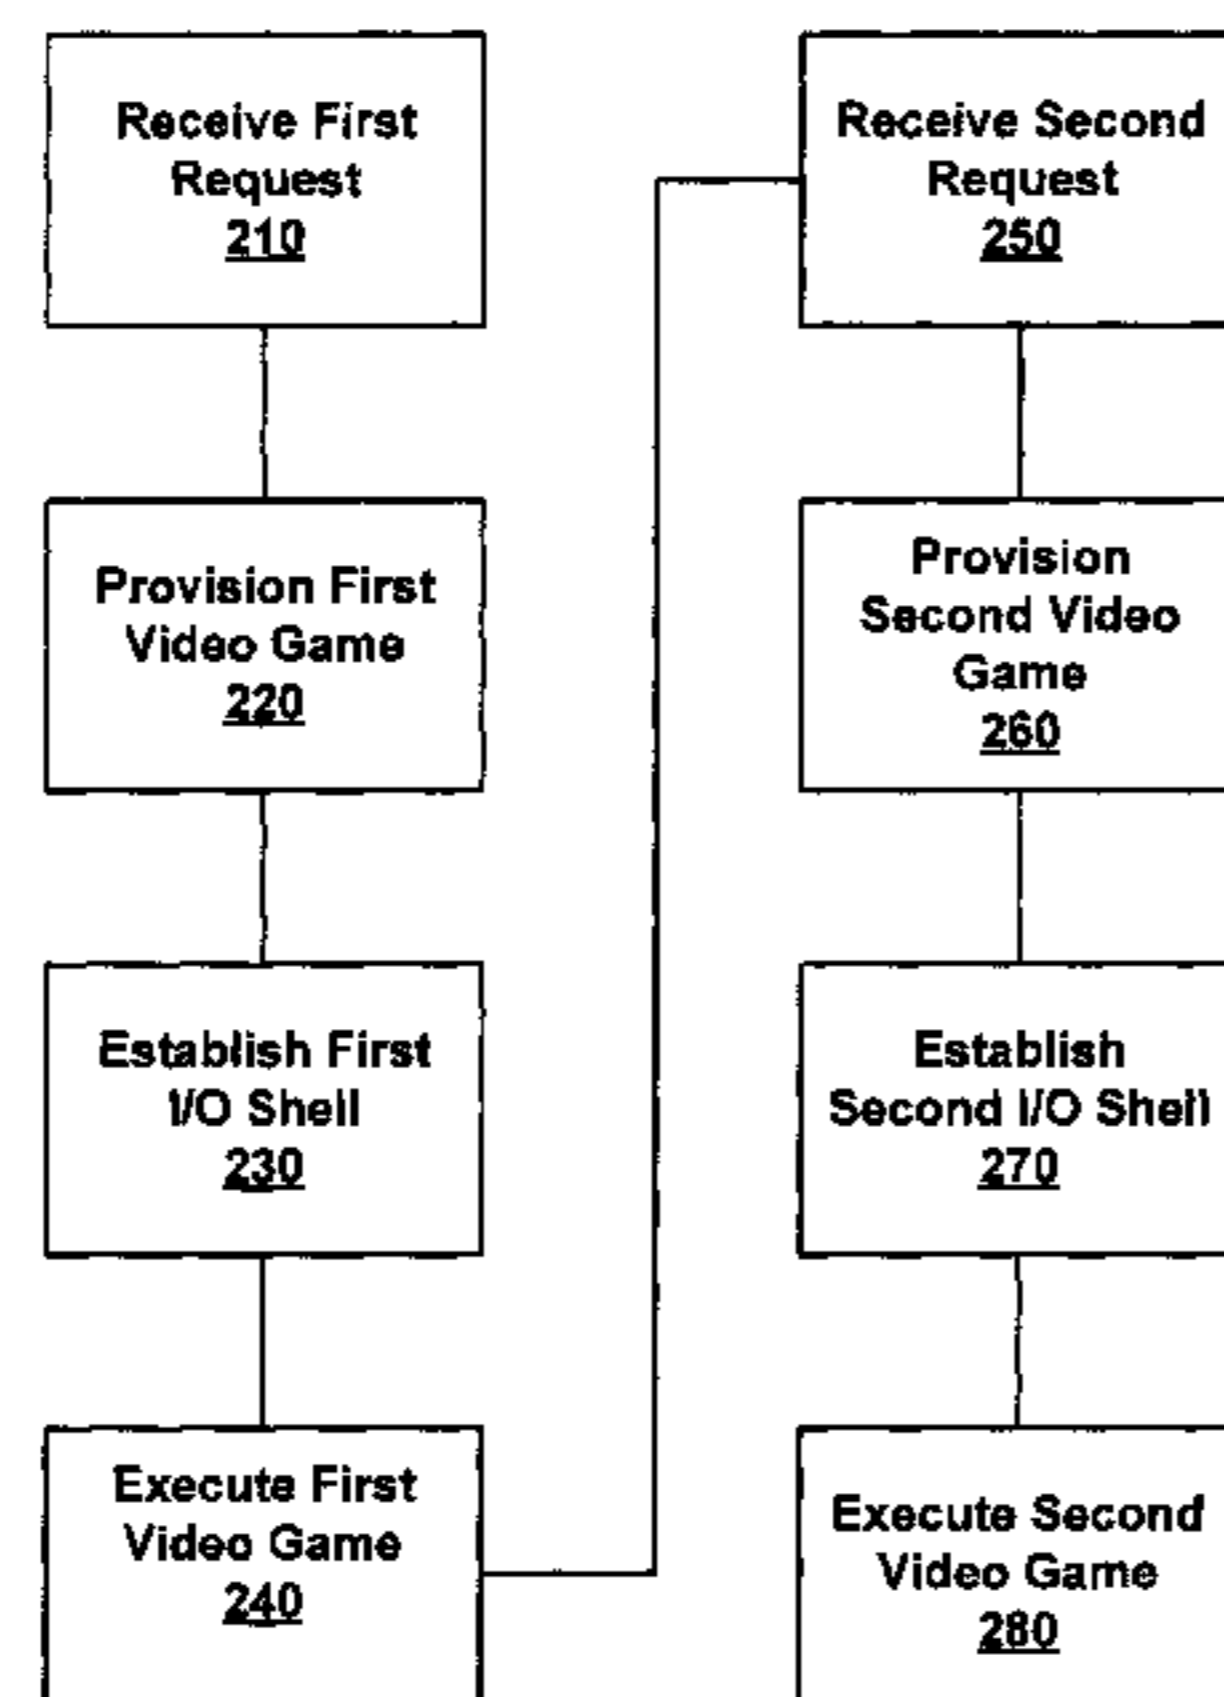 Receive First
Request
210
Provision First
Video Game
220
Establish First
I/O Shell
230
Execute First
Video Game
240
Receive Second
Request
250
Provision
Second Video
Game
260
Establish
Second I/O Shell
270
Execute Second
Video Game
280